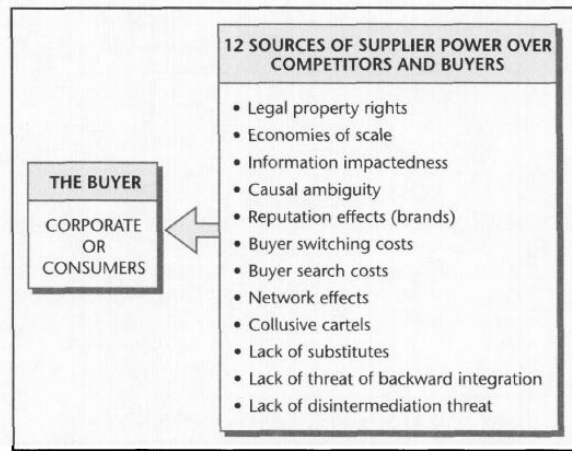 12 SOURCES OF SUPPLIER POWER OVER
COMPETITORS AND BUYERS
• Legal property rights
• Economies of scale
• Information impactedness
• Causal ambiguity
• Reputation effects (brands)
• Buyer switching costs
• Buyer search costs
• Network effects
• Collusive cartels
• Lack of substitutes
• Lack of threat of backward integration
• Lack of disintermediation threat
THE BUYER
CORPORATE
OR
CONSUMERS